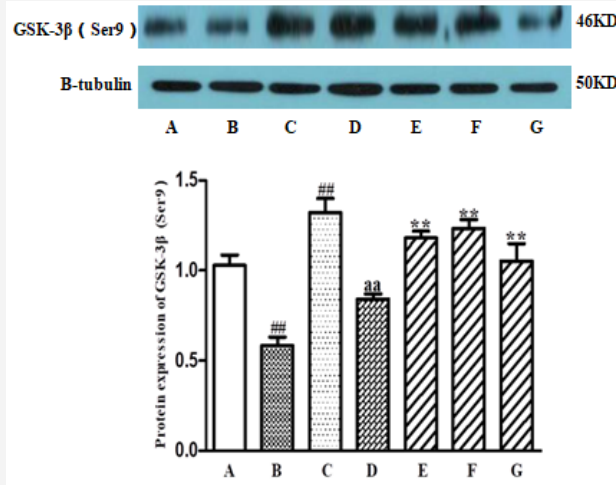 GSK-3β ( Ser9 ) 46KD
B-tubulin 50KD
A B C D E F G
Protein expression of GSK-3β (Ser9)
1.5
1.0
0.5
0.0
## ## aa ** ** **
A B C D E F G